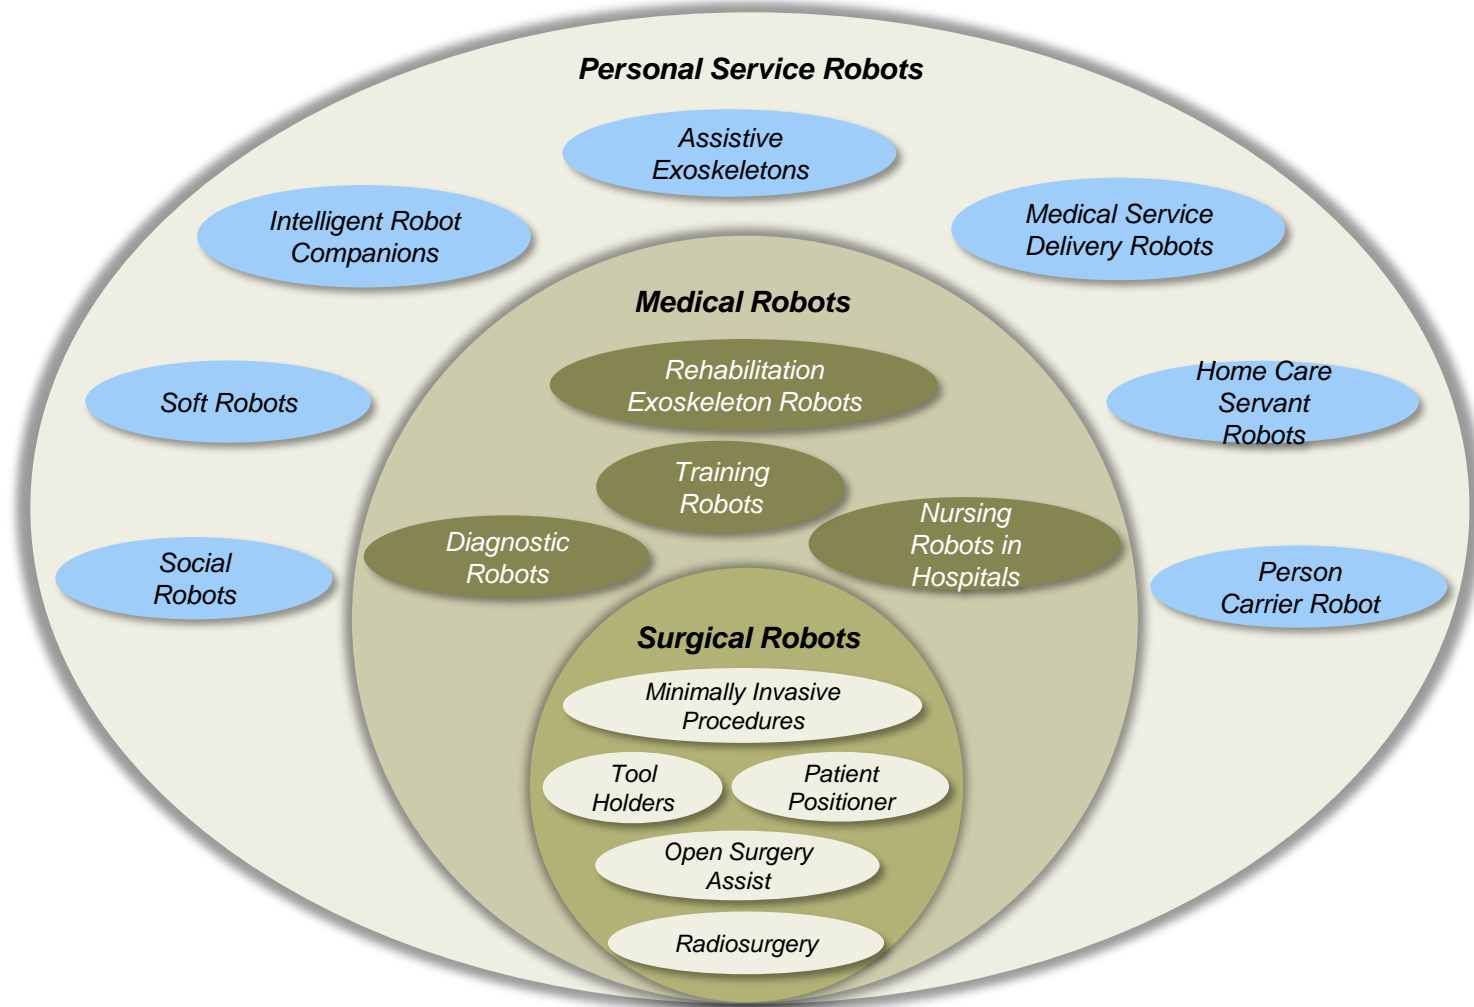 Personal Service Robots
Assistive
Exoskeletons
Intelligent Robot
Companions
Medical Service
Delivery Robots
Medical Robots
Rehabilitation
Exoskeleton Robots
Soft Robots
Home Care
Servant
Robots
Training
Robots
Diagnostic
Robots
Nursing
Robots in
Hospitals
Social
Robots
Person
Carrier Robot
Surgical Robots
Minimally Invasive
Procedures
Tool
Holders
Patient
Positioner
Open Surgery
Assist
Radiosurgery